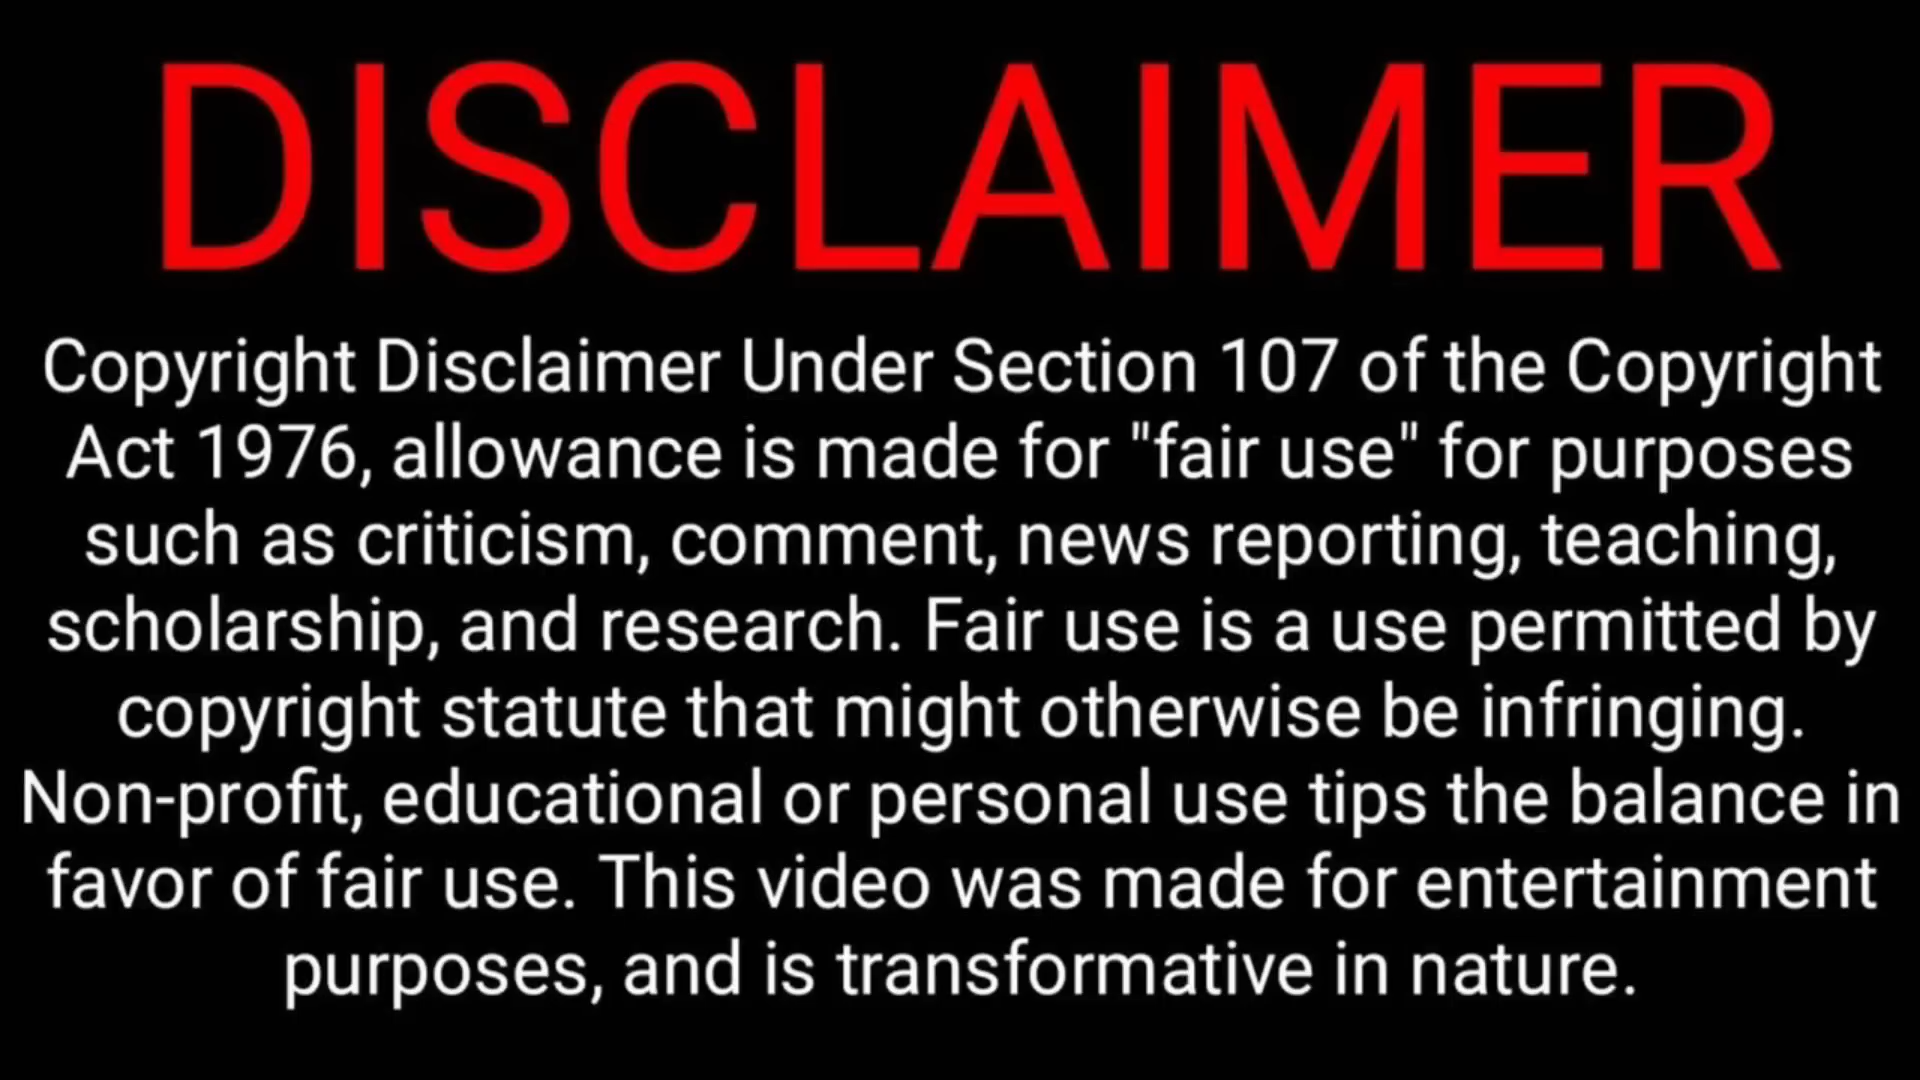 DISCLAIMER
Copyright Disclaimer Under Section 107 of the Copyright
Act 1976, allowance is made for "fair use" for purposes
such as criticism, comment, news reporting, teaching,
scholarship, and research. Fair use is a use permitted by
copyright statute that might otherwise be infringing.
Non-profit, educational or personal use tips the balance in
favor of fair use. This video was made for entertainment
purposes, and is transformative in nature.